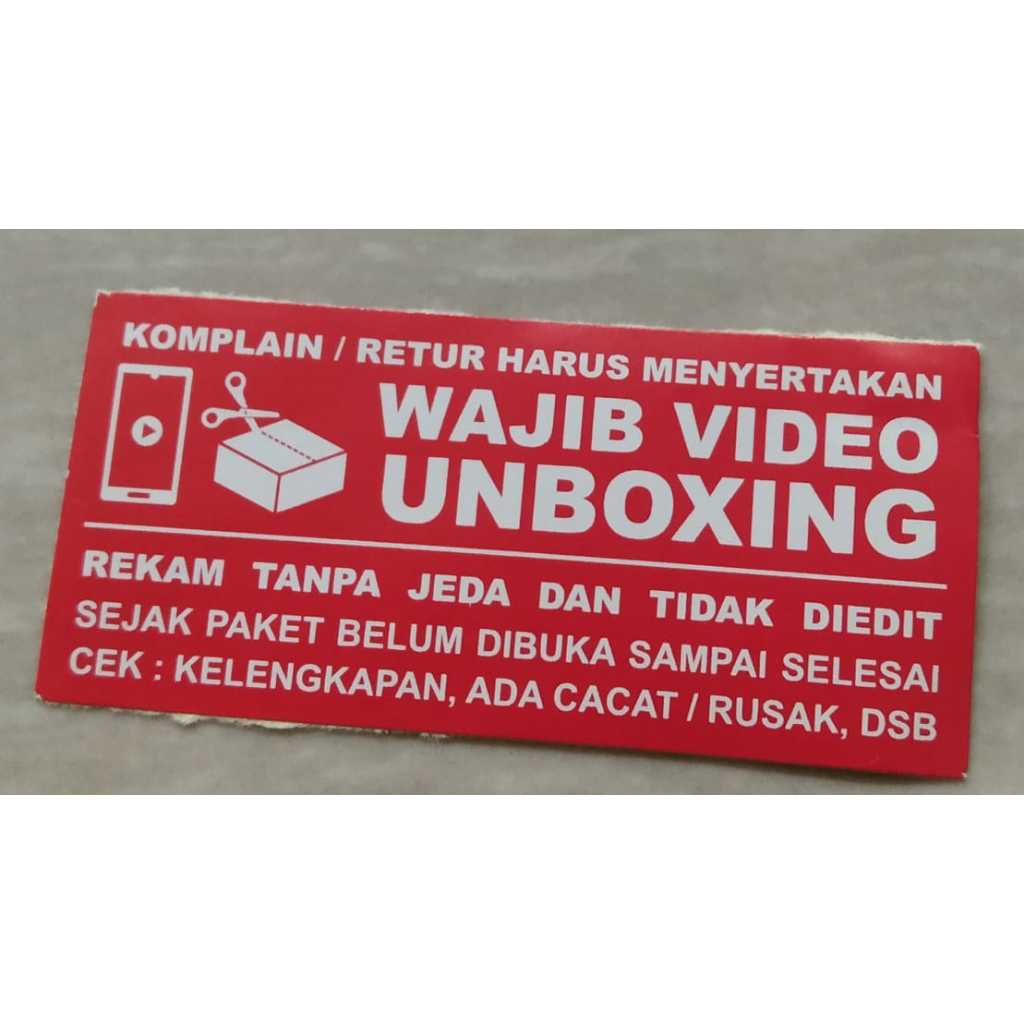 KOMPLAIN / RETUR HARUS MENYERTAKAN
WAJIB VIDEO
UNBOXING
REKAM TANPA JEDA DAN TIDAK DIEDIT
SEJAK PAKET BELUM DIBUKA SAMPAI SELESAI
CEK : KELENGKAPAN, ADA CACAT / RUSAK, DSB